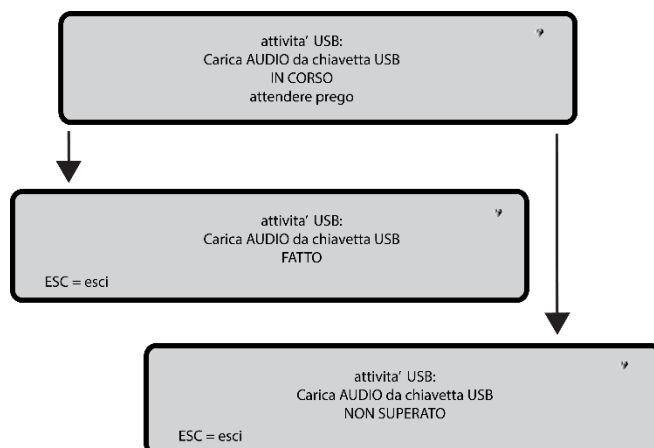 attivita' USB:
Carica AUDIO da chiavetta USB
IN CORSO
attendere prego
attivita' USB:
Carica AUDIO da chiavetta USB
FATTO
ESC = esci
attivita' USB:
Carica AUDIO da chiavetta USB
NON SUPERATO
ESC = esci